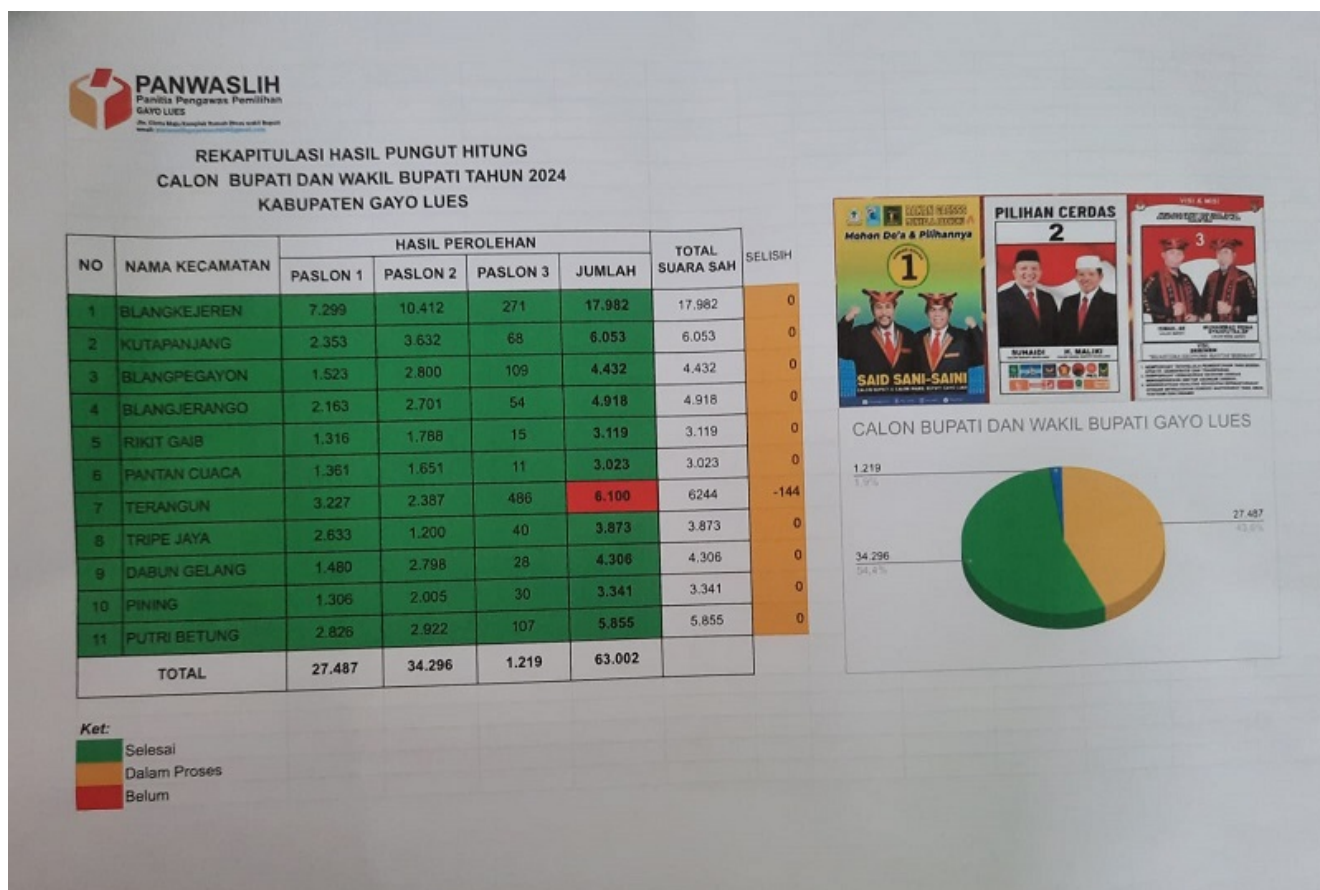 PANWASLIH
Panitia Pengawas Pemilihan
GAYO LUES
REKAPITULASI HASIL PUNGUT HITUNG
CALON BUPATI DAN WAKIL BUPATI TAHUN 2024
KABUPATEN GAYO LUES
NO NAMA KECAMATAN HASIL PEROLEHAN TOTAL SUARA SAH SELISIH
PASLON 1 PASLON 2 PASLON 3 JUMLAH
1 BLANGKEJEREN 7.299 10.412 271 17.982 17.982 0
2 KUTAPANJANG 2.353 3.632 68 6.053 6.053 0
3 BLANGPEGAYON 1.523 2.800 109 4.432 4.432 0
4 BLANGJERANGO 2.163 2.701 54 4.918 4.918 0
5 RIKIT GAIB 1.316 1.788 15 3.119 3.119 0
6 PANTAN CUACA 1.361 1.651 11 3.023 3.023 0
7 TERANGUN 3.227 2.387 486 6.100 6244 -144
8 TRIPE JAYA 2.633 1.200 40 3.873 3.873 0
9 DABUN GELANG 1.480 2.798 28 4.306 4.306 0
10 PINING 1.306 2.005 30 3.341 3.341 0
11 PUTRI BETUNG 2.826 2.922 107 5.855 5.855 0
TOTAL 27.487 34.296 1.219 63.002
Ket:
Selesai
Dalam Proses
Belum
Mohon Do'a & Pilihannya
1
SAID SANI-SAINI
PILIHAN CERDAS
2
SUHAIDI H. MALIKI
VISI & MISI
3
CALON BUPATI DAN WAKIL BUPATI GAYO LUES
1.219
1,9%
27.487
43,6%
34.296
54,4%